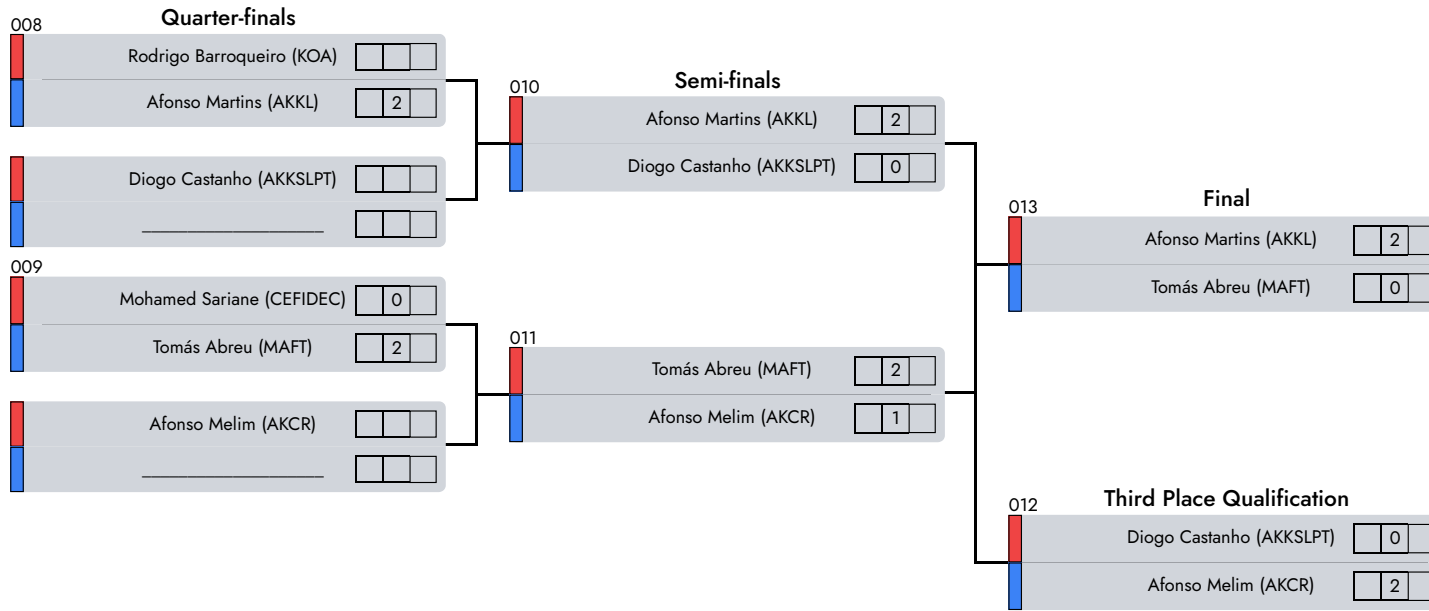 Quarter-finals
008
Rodrigo Barroqueiro (KOA)
Afonso Martins (AKKL) 2
Diogo Castanho (AKKSLPT)
____________________
009
Mohamed Sariane (CEFIDEC) 0
Tomás Abreu (MAFT) 2
Afonso Melim (AKCR)
____________________
Semi-finals
010
Afonso Martins (AKKL) 2
Diogo Castanho (AKKSLPT) 0
011
Tomás Abreu (MAFT) 2
Afonso Melim (AKCR) 1
Final
013
Afonso Martins (AKKL) 2
Tomás Abreu (MAFT) 0
Third Place Qualification
012
Diogo Castanho (AKKSLPT) 0
Afonso Melim (AKCR) 2